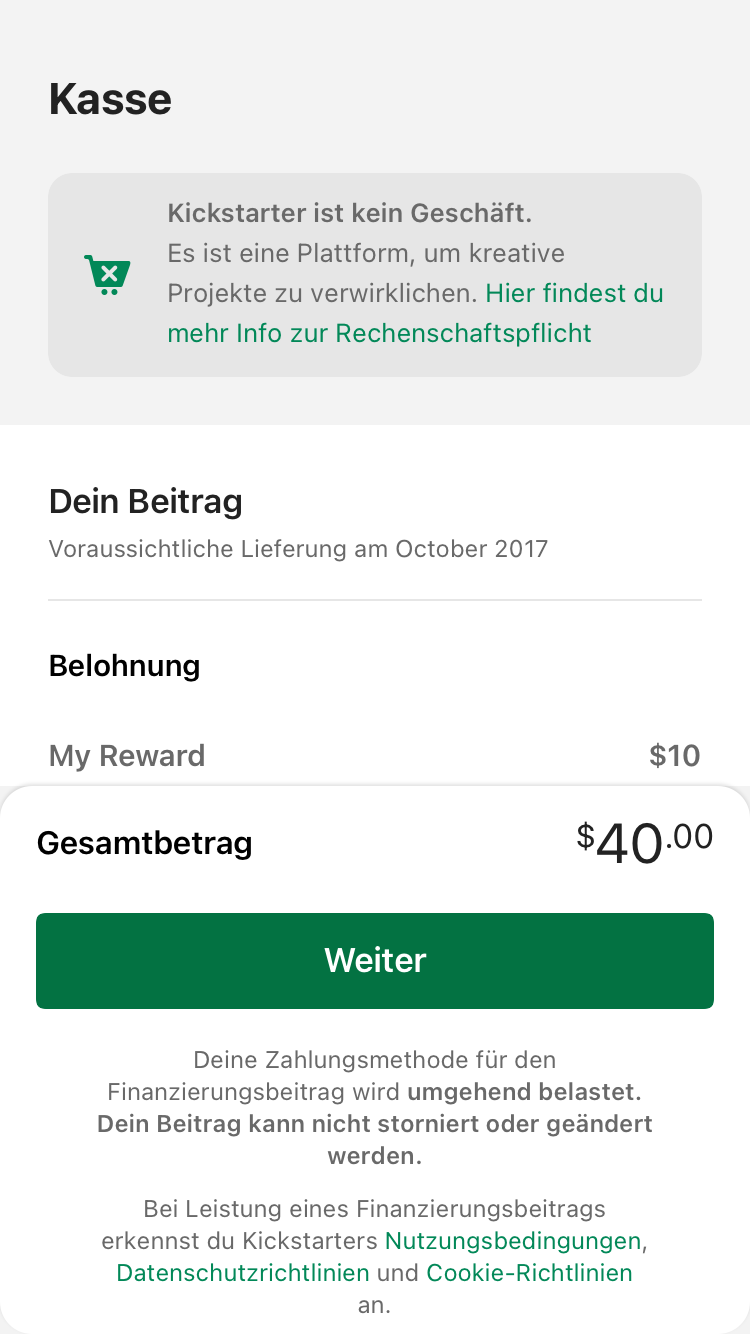 Kasse
Kickstarter ist kein Geschäft.
Es ist eine Plattform, um kreative
Projekte zu verwirklichen. Hier findest du
mehr Info zur Rechenschaftspflicht
Dein Beitrag
Voraussichtliche Lieferung am October 2017
Belohnung
My Reward $10
Gesamtbetrag $40.00
Weiter
Deine Zahlungsmethode für den
Finanzierungsbeitrag wird umgehend belastet.
Dein Beitrag kann nicht storniert oder geändert
werden.
Bei Leistung eines Finanzierungsbeitrags
erkennst du Kickstarters Nutzungsbedingungen,
Datenschutzrichtlinien und Cookie-Richtlinien
an.